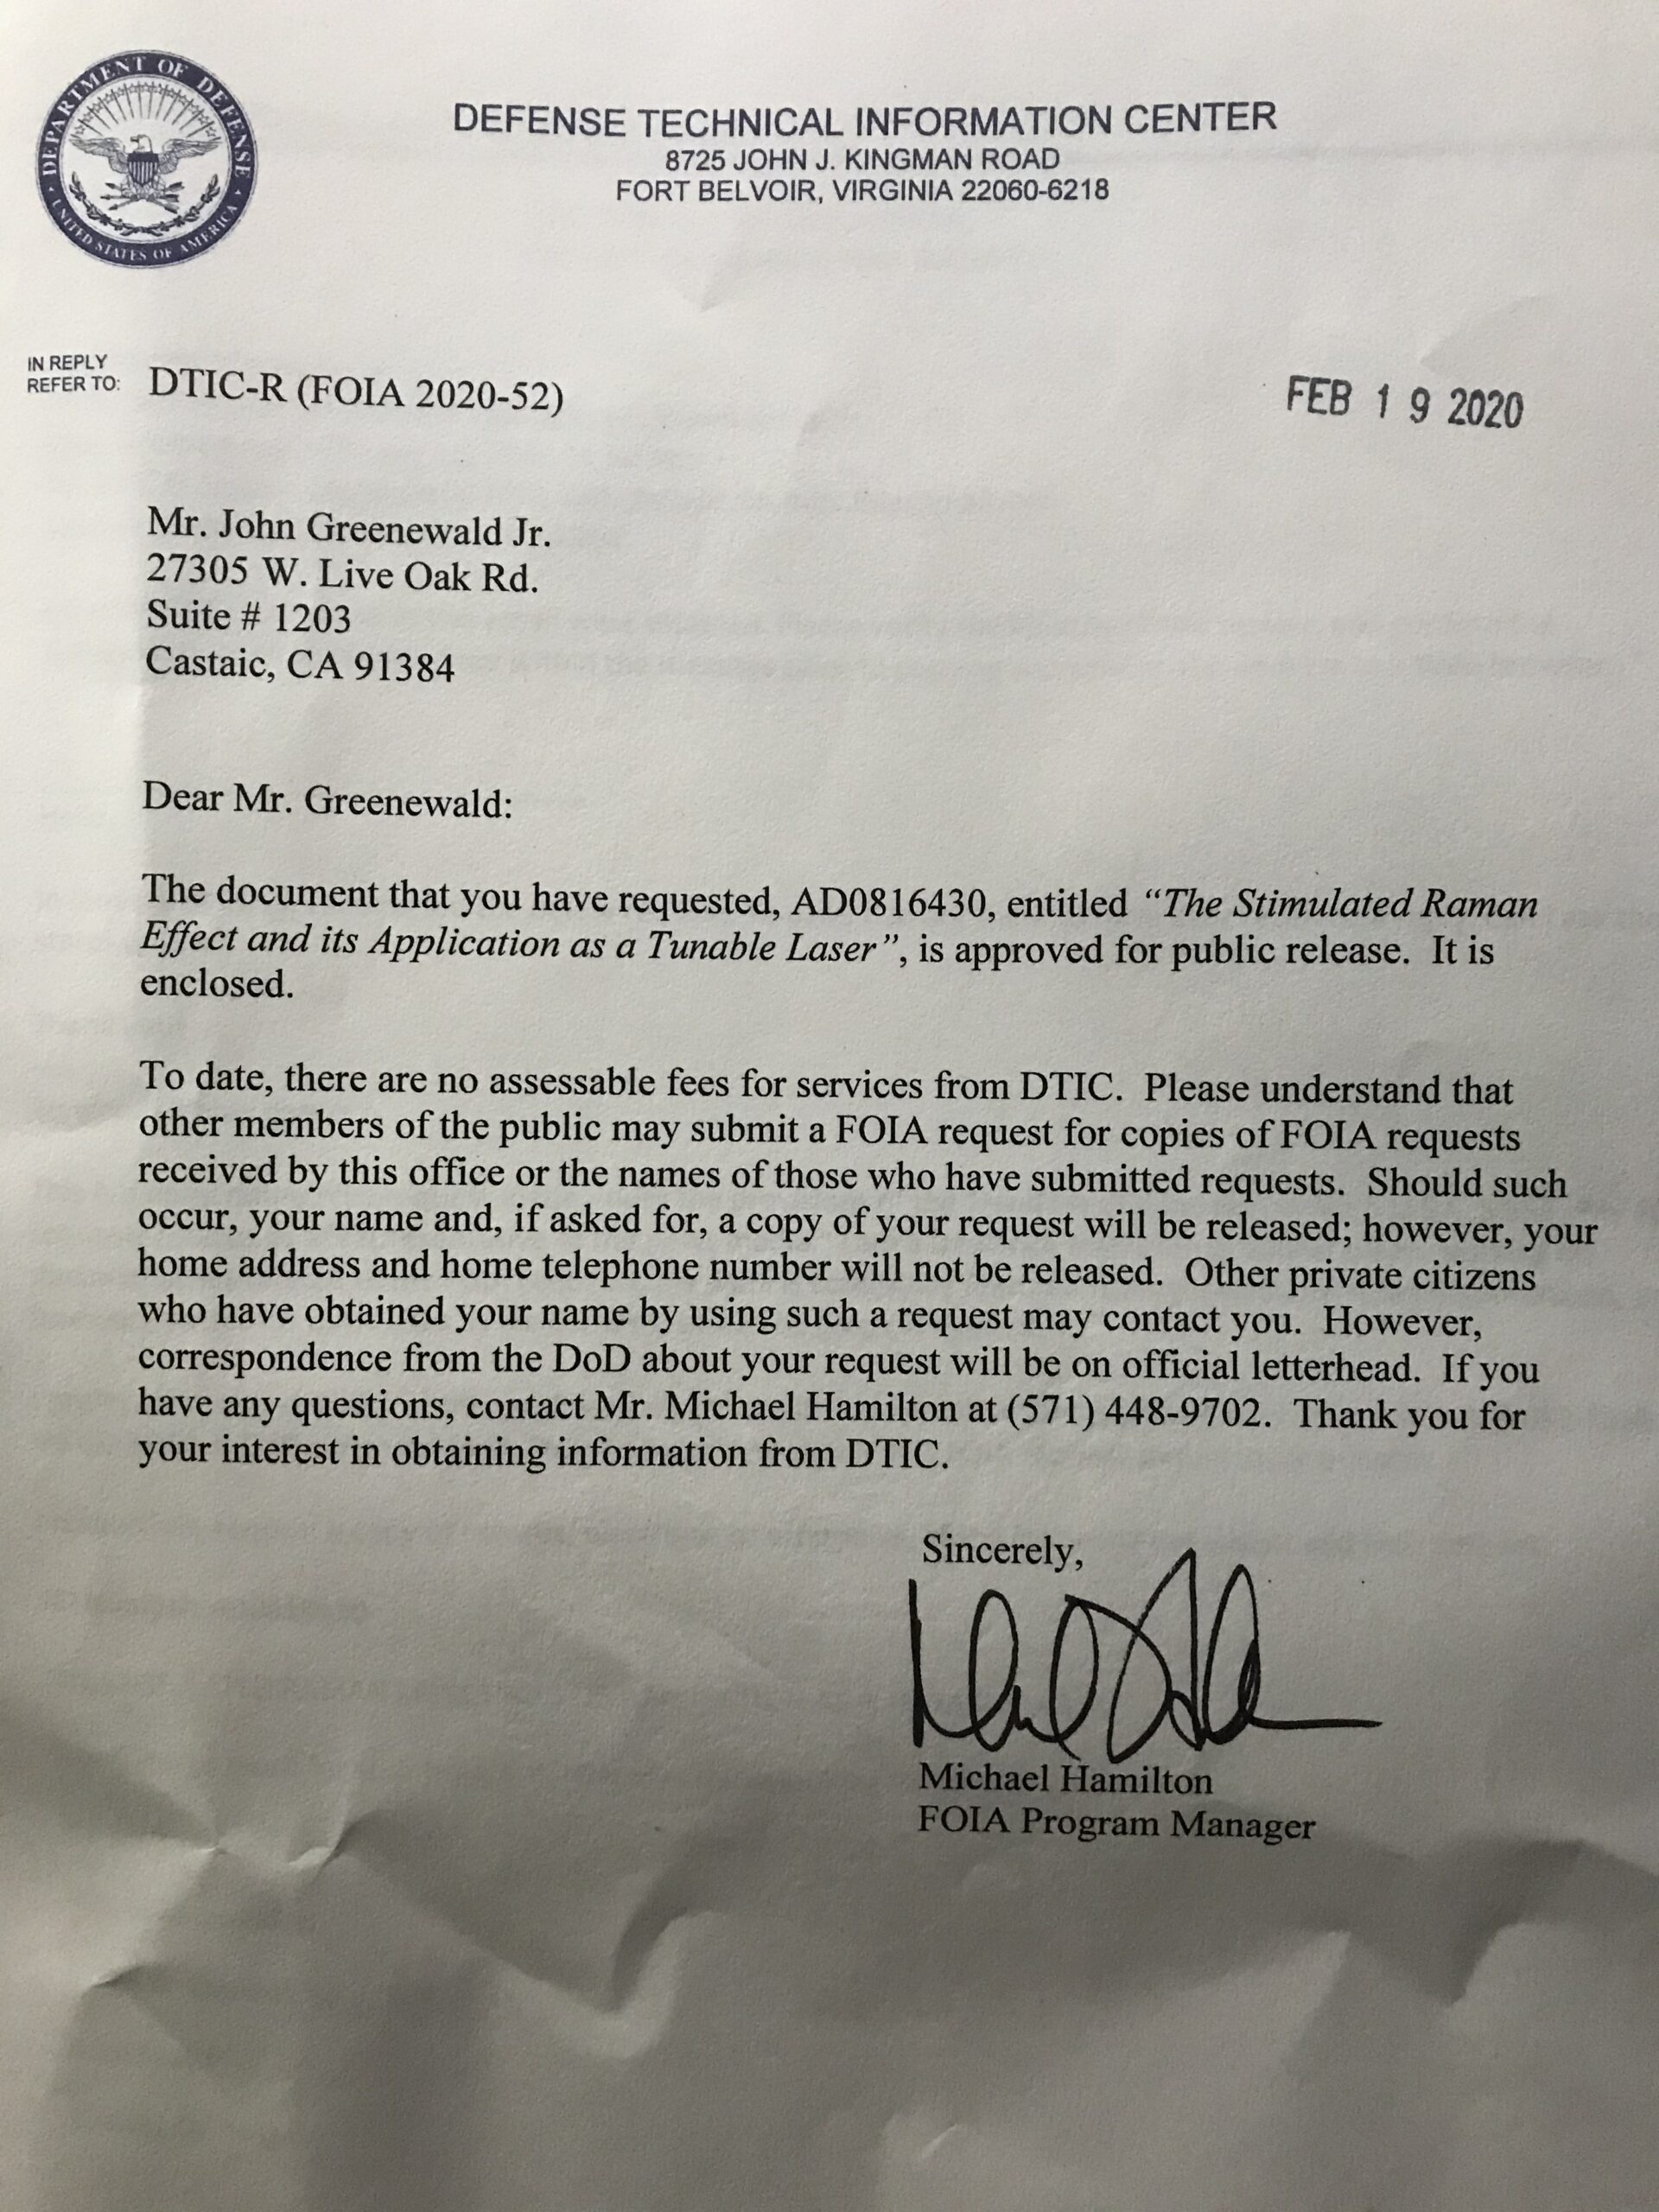 DEPARTMENT OF DEFENSE
UNITED STATES OF AMERICA
DEFENSE TECHNICAL INFORMATION CENTER
8725 JOHN J. KINGMAN ROAD
FORT BELVOIR, VIRGINIA 22060-6218
IN REPLY
REFER TO: DTIC-R (FOIA 2020-52)
FEB 19 2020
Mr. John Greenewald Jr.
27305 W. Live Oak Rd.
Suite # 1203
Castaic, CA 91384
Dear Mr. Greenewald:
The document that you have requested, AD0816430, entitled “The Stimulated Raman
Effect and its Application as a Tunable Laser”, is approved for public release. It is
enclosed.
To date, there are no assessable fees for services from DTIC. Please understand that
other members of the public may submit a FOIA request for copies of FOIA requests
received by this office or the names of those who have submitted requests. Should such
occur, your name and, if asked for, a copy of your request will be released; however, your
home address and home telephone number will not be released. Other private citizens
who have obtained your name by using such a request may contact you. However,
correspondence from the DoD about your request will be on official letterhead. If you
have any questions, contact Mr. Michael Hamilton at (571) 448-9702. Thank you for
your interest in obtaining information from DTIC.
Sincerely,
Michael Hamilton
FOIA Program Manager